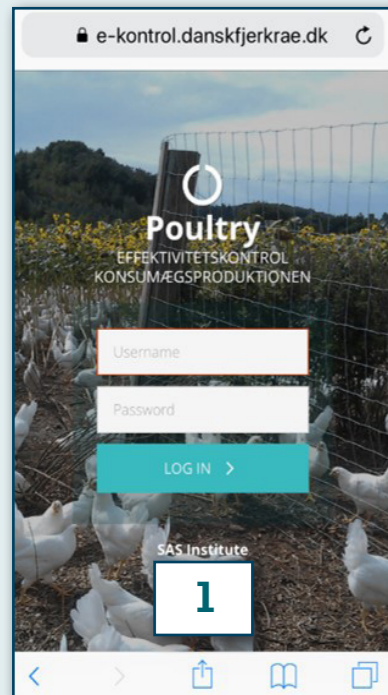 e-kontrol.danskfjerkrae.dk
Poultry
EFFEKTIVITETSKONTROL
KONSUMÆGSPRODUKTIONEN
Username
Password
LOG IN
SAS Institute
1